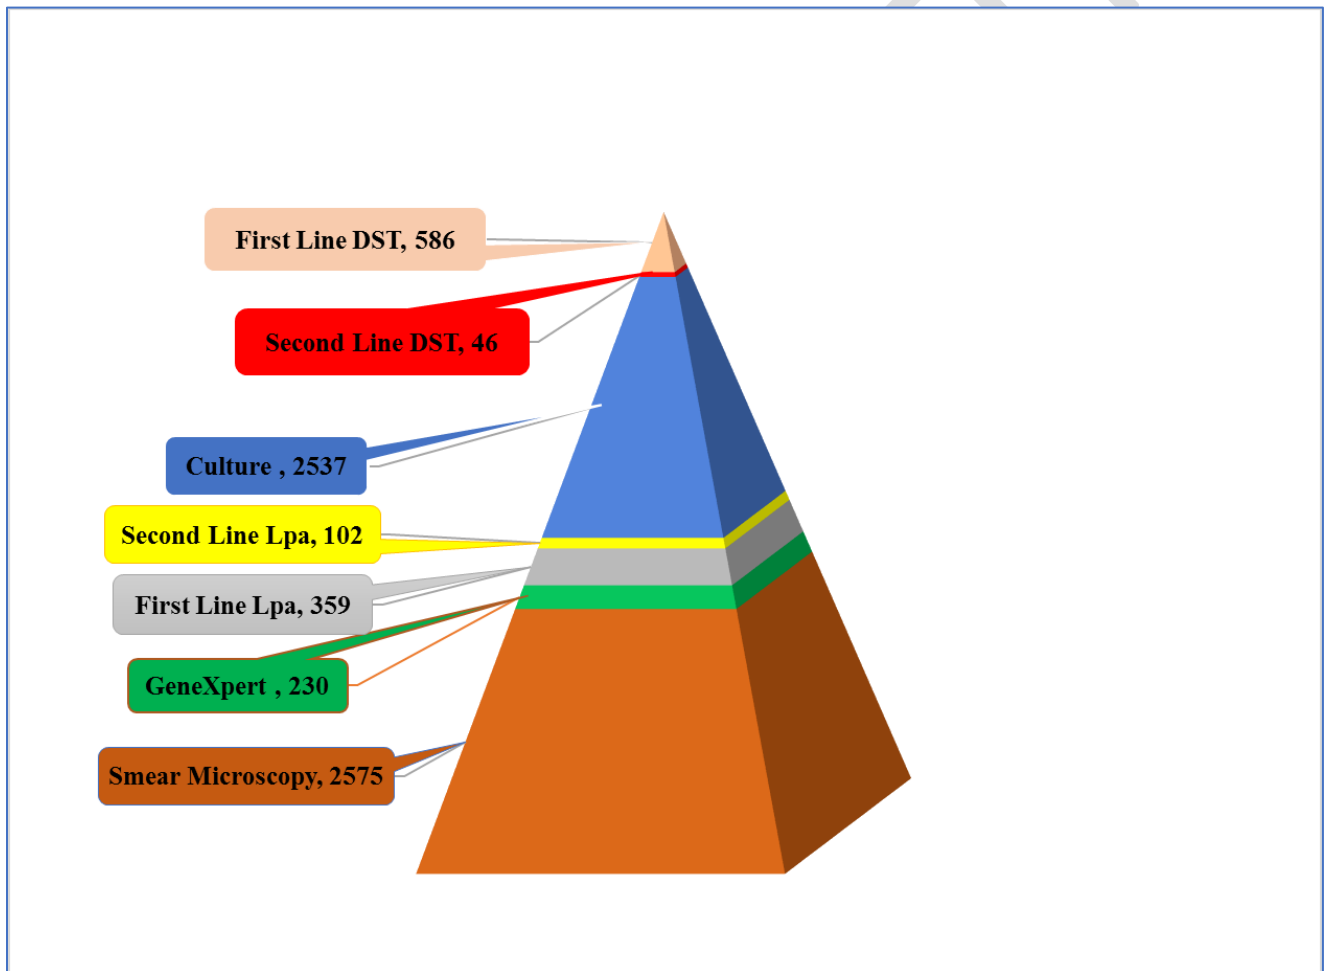 First Line DST, 586
Second Line DST, 46
Culture , 2537
Second Line Lpa, 102
First Line Lpa, 359
GeneXpert , 230
Smear Microscopy, 2575